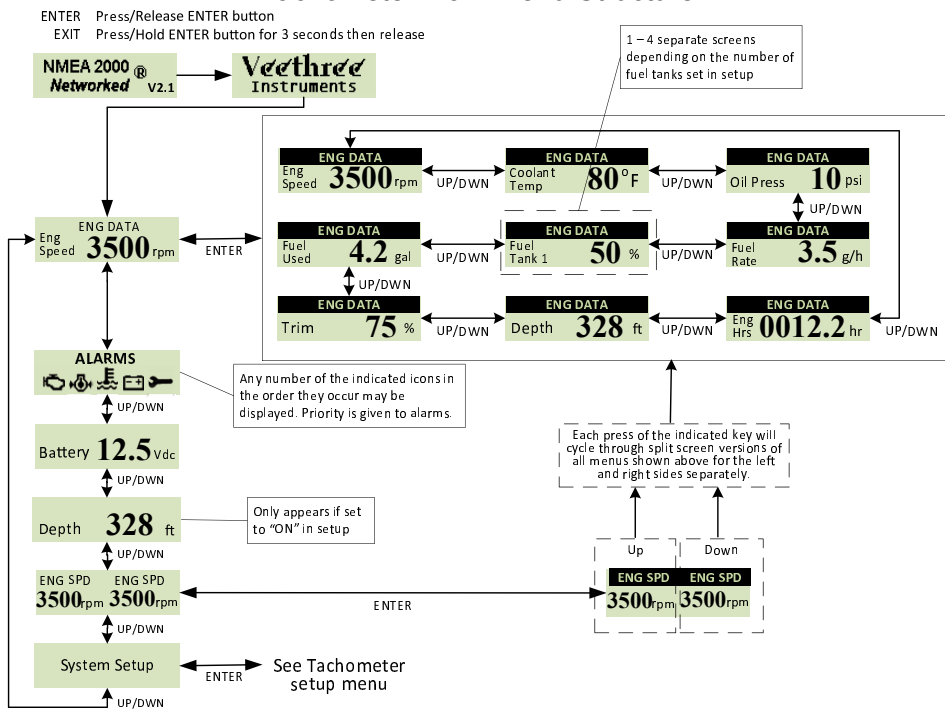 ENTER Press/Release ENTER button
EXIT Press/Hold ENTER button for 3 seconds then release
NMEA 2000 ®
Networked V2.1
Veethree
Instruments
1 – 4 separate screens
depending on the number of
fuel tanks set in setup
ENG DATA
Eng
Speed 3500 rpm
UP/DWN
ENG DATA
Coolant
Temp 80°F
UP/DWN
ENG DATA
Oil Press 10 psi
UP/DWN
ENG DATA
Eng
Speed 3500 rpm
ENTER
ENG DATA
Fuel
Used 4.2 gal
UP/DWN
ENG DATA
Fuel
Tank 1 50 %
UP/DWN
ENG DATA
Fuel
Rate 3.5 g/h
UP/DWN
ENG DATA
Trim 75 %
UP/DWN
ENG DATA
Depth 328 ft
UP/DWN
ENG DATA
Eng
Hrs 0012.2 hr
UP/DWN
ALARMS
Any number of the indicated icons in
the order they occur may be
displayed. Priority is given to alarms.
UP/DWN
Battery 12.5 Vdc
UP/DWN
Each press of the indicated key will
cycle through split screen versions of
all menus shown above for the left
and right sides separately.
Depth 328 ft
Only appears if set
to “ON” in setup
UP/DWN
ENG SPD ENG SPD
3500rpm 3500rpm
ENTER
Up Down
ENG SPD ENG SPD
3500rpm 3500rpm
UP/DWN
System Setup
ENTER
See Tachometer
setup menu
UP/DWN